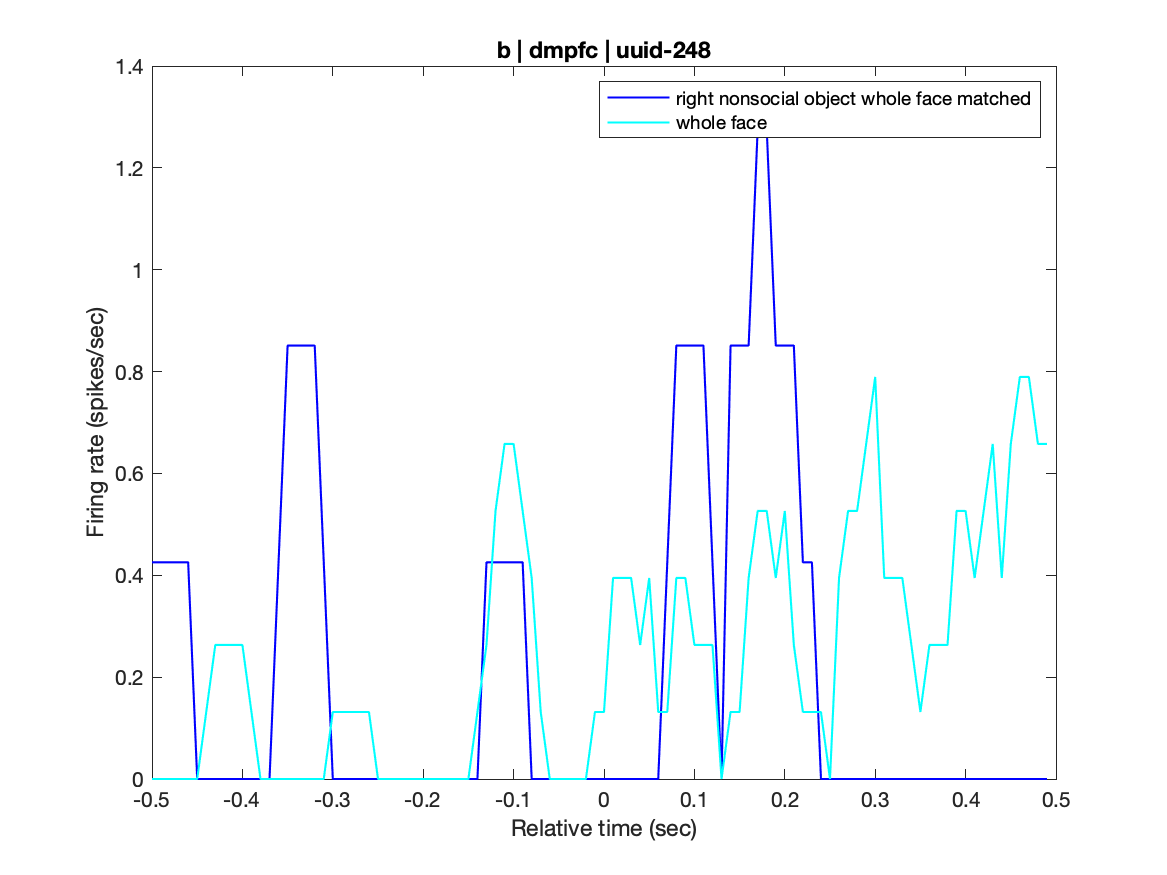 b | dmpfc | uuid-248
right nonsocial object whole face matched
whole face
Firing rate (spikes/sec)
1.4
1.2
1
0.8
0.6
0.4
0.2
0
-0.5 -0.4 -0.3 -0.2 -0.1 0 0.1 0.2 0.3 0.4 0.5
Relative time (sec)